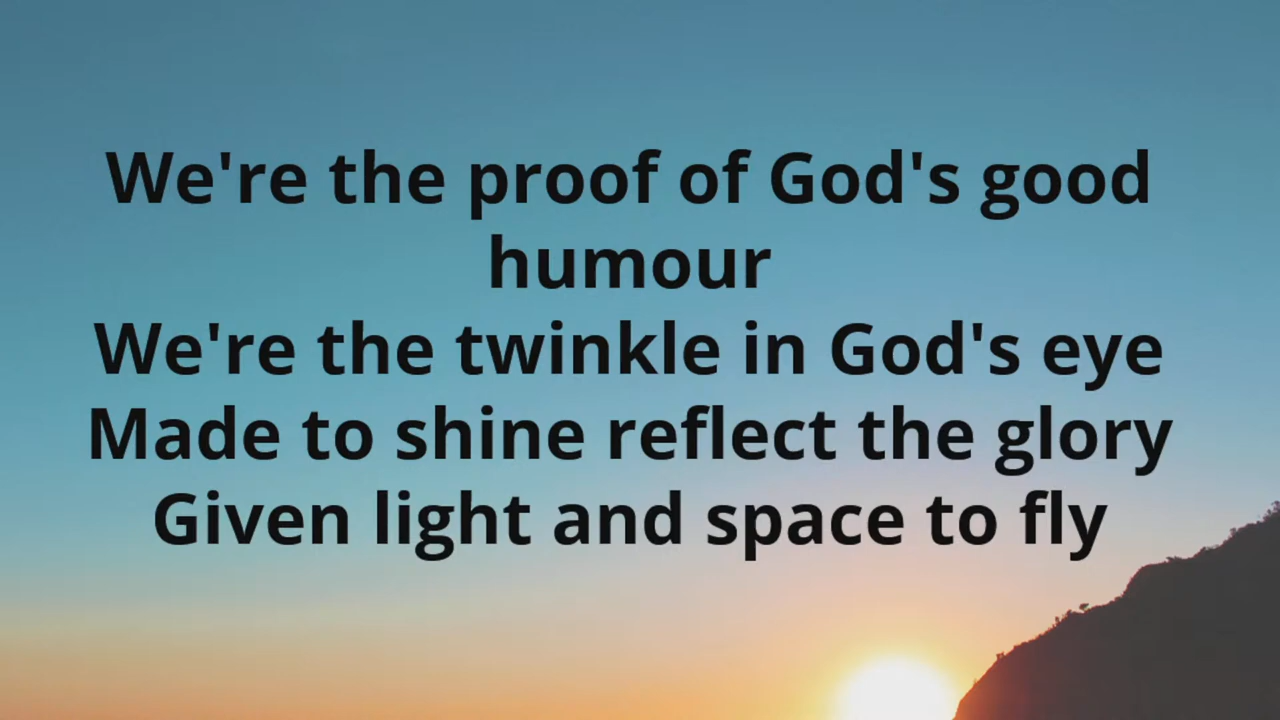 We're the proof of God's good
humour
We're the twinkle in God's eye
Made to shine reflect the glory
Given light and space to fly